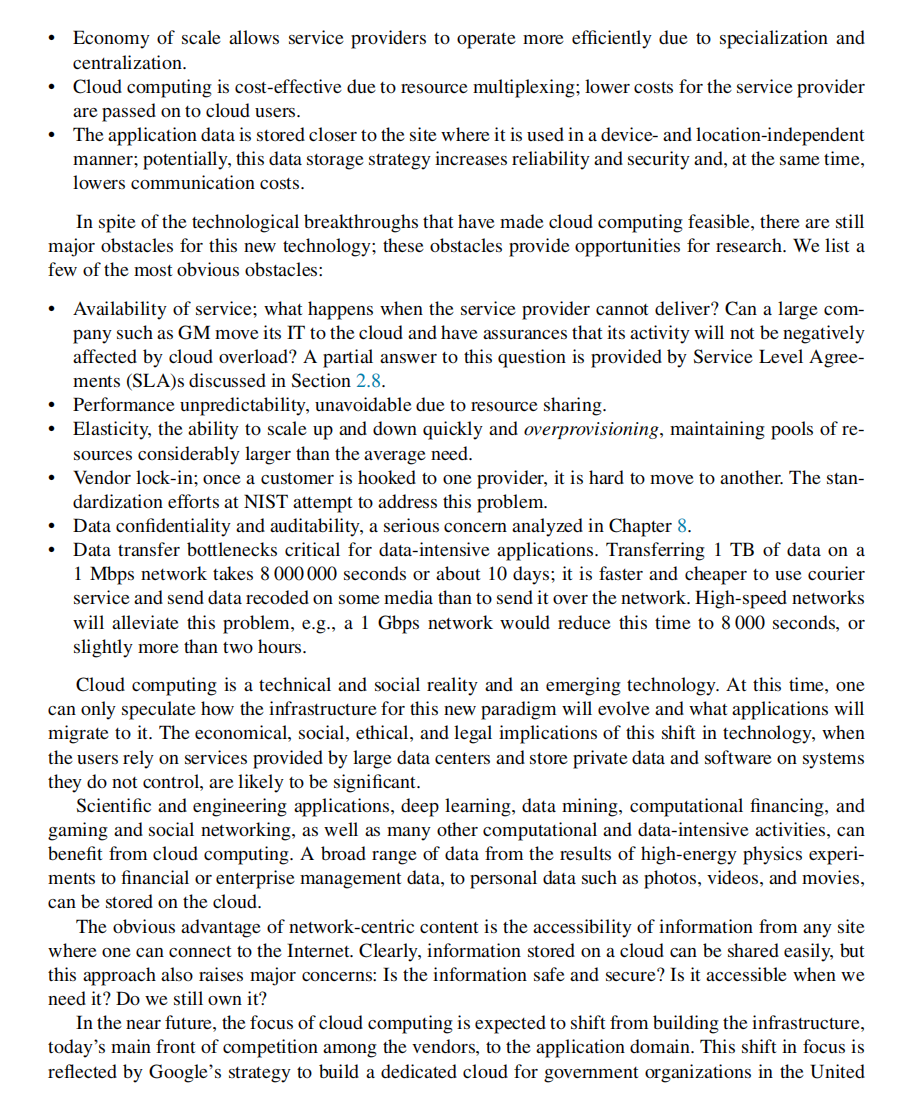 • Economy of scale allows service providers to operate more efficiently due to specialization and
centralization.
• Cloud computing is cost-effective due to resource multiplexing; lower costs for the service provider
are passed on to cloud users.
• The application data is stored closer to the site where it is used in a device- and location-independent
manner; potentially, this data storage strategy increases reliability and security and, at the same time,
lowers communication costs.
In spite of the technological breakthroughs that have made cloud computing feasible, there are still
major obstacles for this new technology; these obstacles provide opportunities for research. We list a
few of the most obvious obstacles:
• Availability of service; what happens when the service provider cannot deliver? Can a large com-
pany such as GM move its IT to the cloud and have assurances that its activity will not be negatively
affected by cloud overload? A partial answer to this question is provided by Service Level Agree-
ments (SLA)s discussed in Section 2.8.
• Performance unpredictability, unavoidable due to resource sharing.
• Elasticity, the ability to scale up and down quickly and overprovisioning, maintaining pools of re-
sources considerably larger than the average need.
• Vendor lock-in; once a customer is hooked to one provider, it is hard to move to another. The stan-
dardization efforts at NIST attempt to address this problem.
• Data confidentiality and auditability, a serious concern analyzed in Chapter 8.
• Data transfer bottlenecks critical for data-intensive applications. Transferring 1 TB of data on a
1 Mbps network takes 8 000 000 seconds or about 10 days; it is faster and cheaper to use courier
service and send data recoded on some media than to send it over the network. High-speed networks
will alleviate this problem, e.g., a 1 Gbps network would reduce this time to 8 000 seconds, or
slightly more than two hours.
Cloud computing is a technical and social reality and an emerging technology. At this time, one
can only speculate how the infrastructure for this new paradigm will evolve and what applications will
migrate to it. The economical, social, ethical, and legal implications of this shift in technology, when
the users rely on services provided by large data centers and store private data and software on systems
they do not control, are likely to be significant.
Scientific and engineering applications, deep learning, data mining, computational financing, and
gaming and social networking, as well as many other computational and data-intensive activities, can
benefit from cloud computing. A broad range of data from the results of high-energy physics experi-
ments to financial or enterprise management data, to personal data such as photos, videos, and movies,
can be stored on the cloud.
The obvious advantage of network-centric content is the accessibility of information from any site
where one can connect to the Internet. Clearly, information stored on a cloud can be shared easily, but
this approach also raises major concerns: Is the information safe and secure? Is it accessible when we
need it? Do we still own it?
In the near future, the focus of cloud computing is expected to shift from building the infrastructure,
today's main front of competition among the vendors, to the application domain. This shift in focus is
reflected by Google's strategy to build a dedicated cloud for government organizations in the United